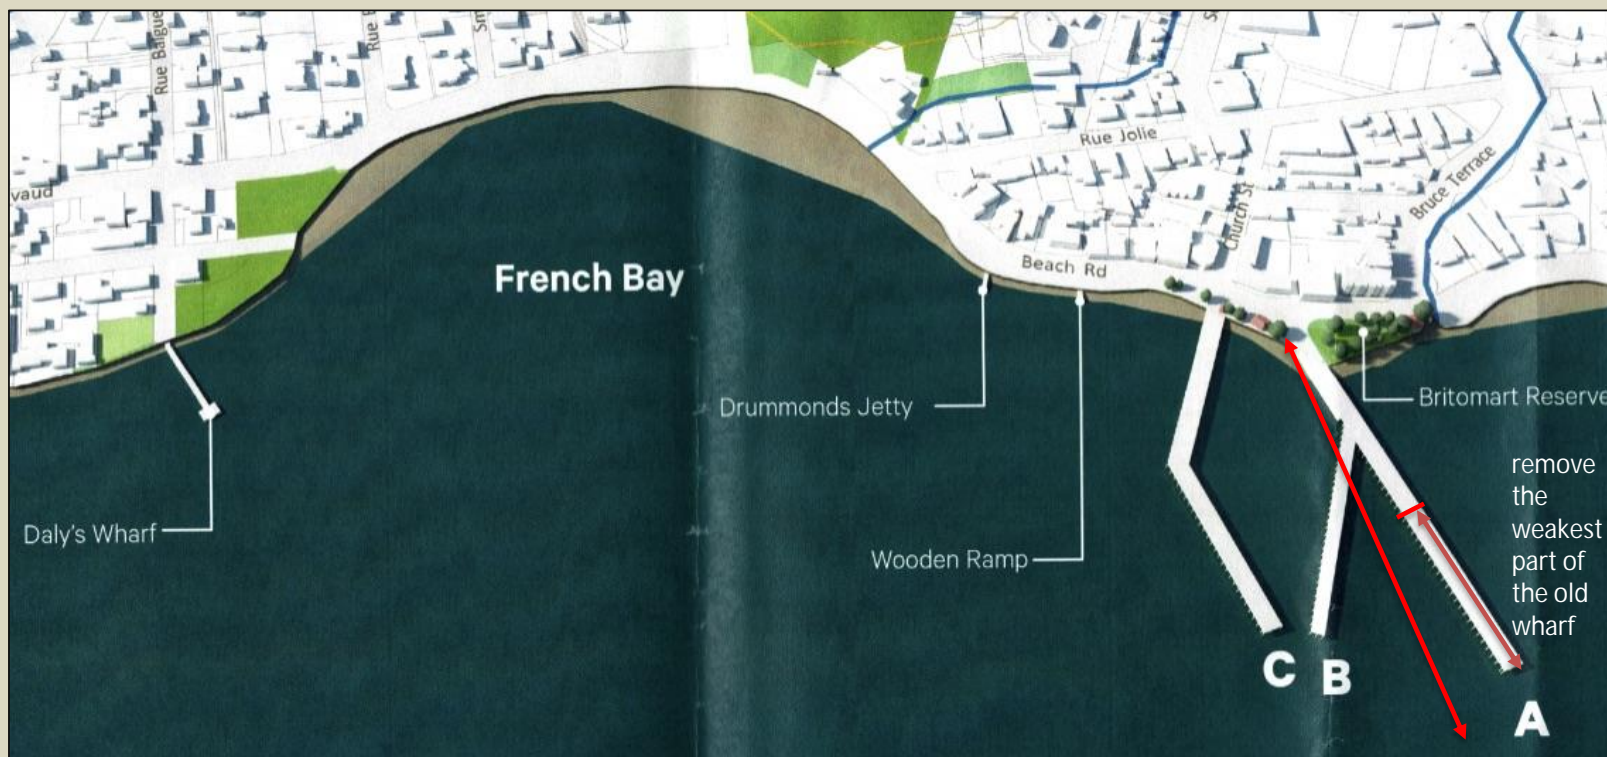 Rue Balgue
Rue
Sm
S
vaud
Rue Jolie
Church St
Bruce Terrace
Beach Rd
French Bay
Drummonds Jetty
Britomart Reserve
Daly's Wharf
Wooden Ramp
remove
the
weakest
part of
the old
wharf
C
B
A